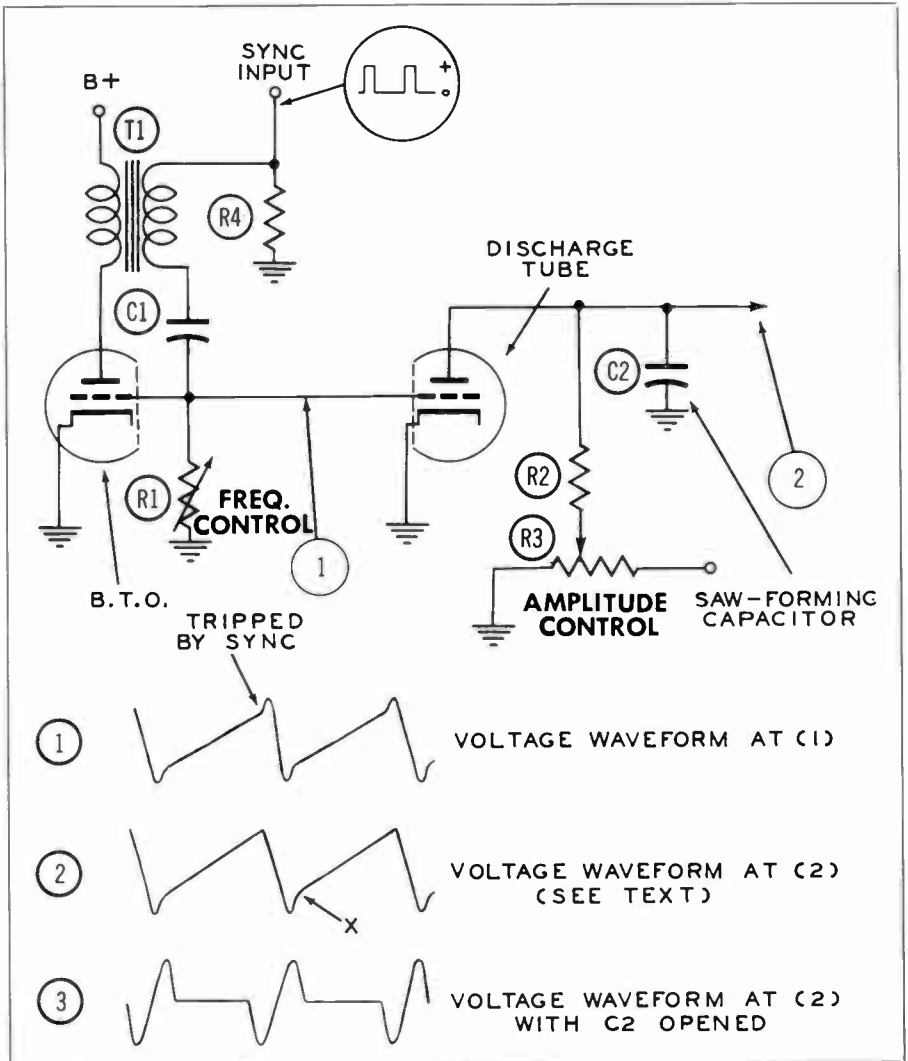 SYNC
INPUT
+
o
B+
T1
R4
DISCHARGE
TUBE
C1
C2
R1
FREQ.
CONTROL
1
R2
2
R3
B.T.O.
AMPLITUDE
CONTROL
SAW-FORMING
CAPACITOR
TRIPPED
BY SYNC
1
VOLTAGE WAVEFORM AT (1)
2
VOLTAGE WAVEFORM AT (2)
(SEE TEXT)
X
3
VOLTAGE WAVEFORM AT (2)
WITH C2 OPENED